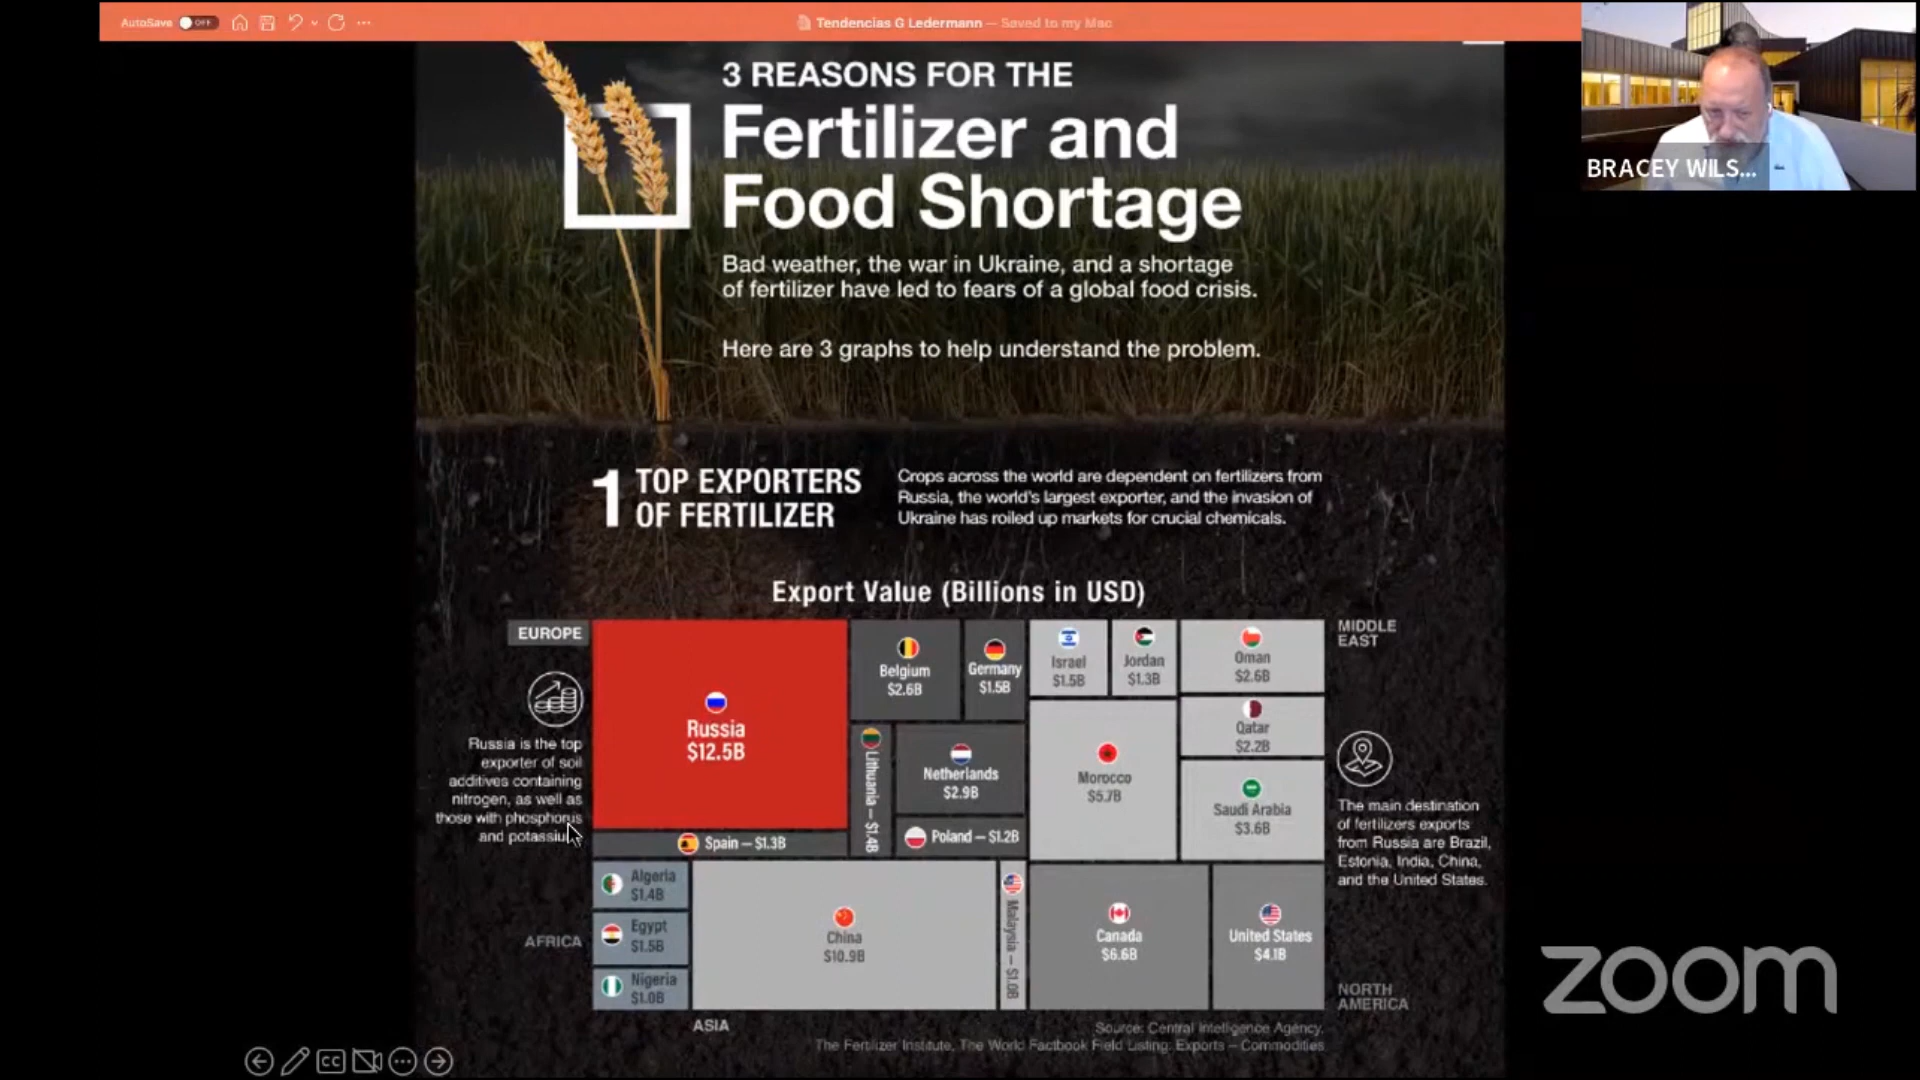 AutoSave OFF
Tendencias G Ledermann — Saved to my Mac
BRACEY WILS...
3 REASONS FOR THE
Fertilizer and
Food Shortage
Bad weather, the war in Ukraine, and a shortage
of fertilizer have led to fears of a global food crisis.
Here are 3 graphs to help understand the problem.
1 TOP EXPORTERS
OF FERTILIZER
Crops across the world are dependent on fertilizers from
Russia, the world's largest exporter, and the invasion of
Ukraine has roiled up markets for crucial chemicals.
Export Value (Billions in USD)
EUROPE
Russia is the top
exporter of soil
additives containing
nitrogen, as well as
those with phosphorus
and potassium.
Russia
$12.5B
Spain — $1.3B
Belgium
$2.6B
Germany
$1.5B
Lithuania — $1.4B
Netherlands
$2.9B
Poland — $1.2B
Israel
$1.5B
Jordan
$1.3B
Oman
$2.6B
Morocco
$5.7B
Qatar
$2.2B
Saudi Arabia
$3.6B
MIDDLE
EAST
The main destination
of fertilizers exports
from Russia are Brazil,
Estonia, India, China,
and the United States.
AFRICA
Algeria
$1.4B
Egypt
$1.5B
Nigeria
$1.0B
China
$10.9B
Malaysia — $1.0B
Canada
$6.6B
United States
$4.1B
NORTH
AMERICA
ASIA
Source: Central Intelligence Agency,
The Fertilizer Institute, The World Factbook Field Listing: Exports – Commodities
CC
zoom